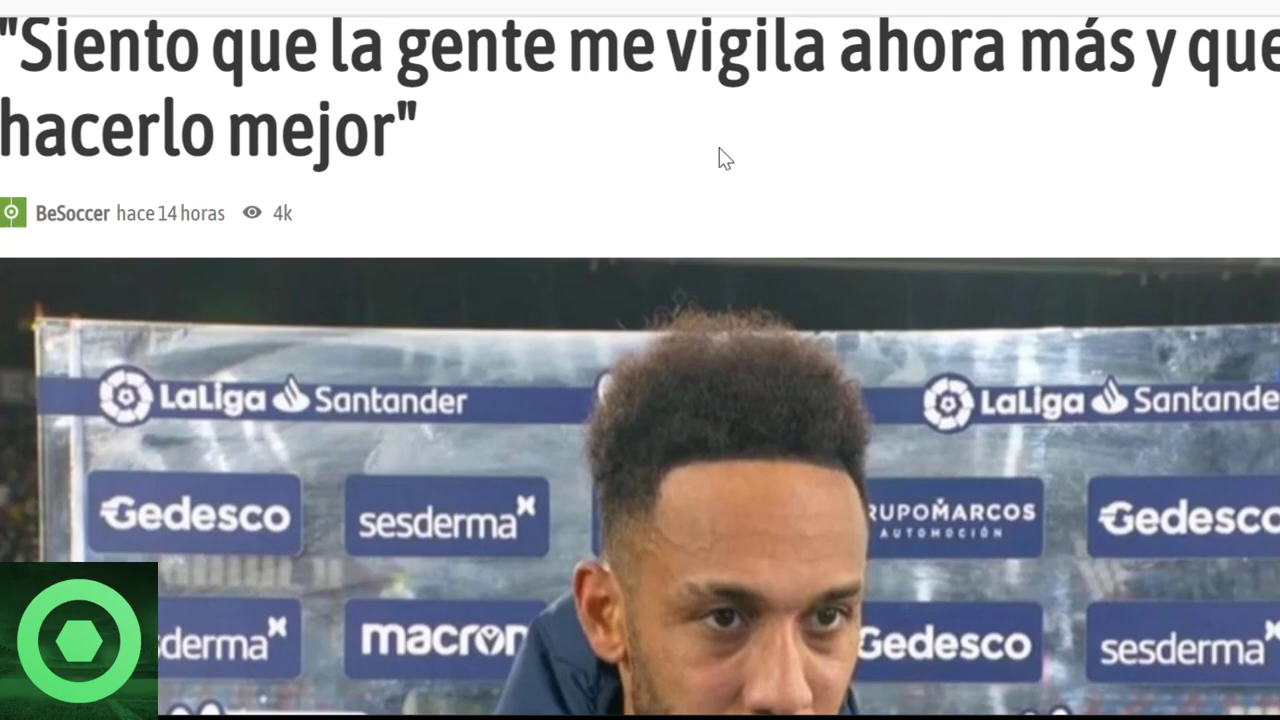 "Siento que la gente me vigila ahora más y que
hacerlo mejor"
BeSoccer hace 14 horas 4k
LaLiga Santander
LaLiga Santande
Gedesco
sesderma
RUPOMARCOS
AUTOMOCIÓN
Gedesco
sderma
macron
Gedesco
sesderma